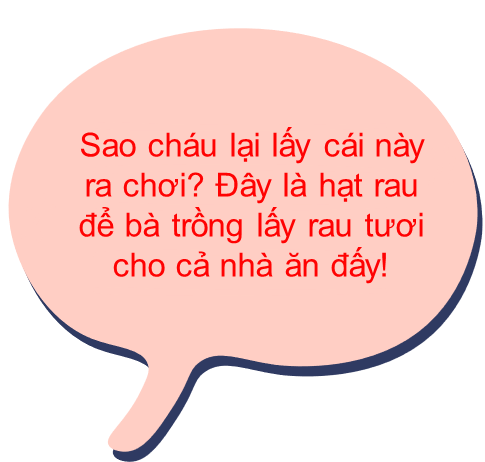 Sao cháu lại lấy cái này
ra chơi? Đây là hạt rau
để bà trồng lấy rau tươi
cho cả nhà ăn đấy!